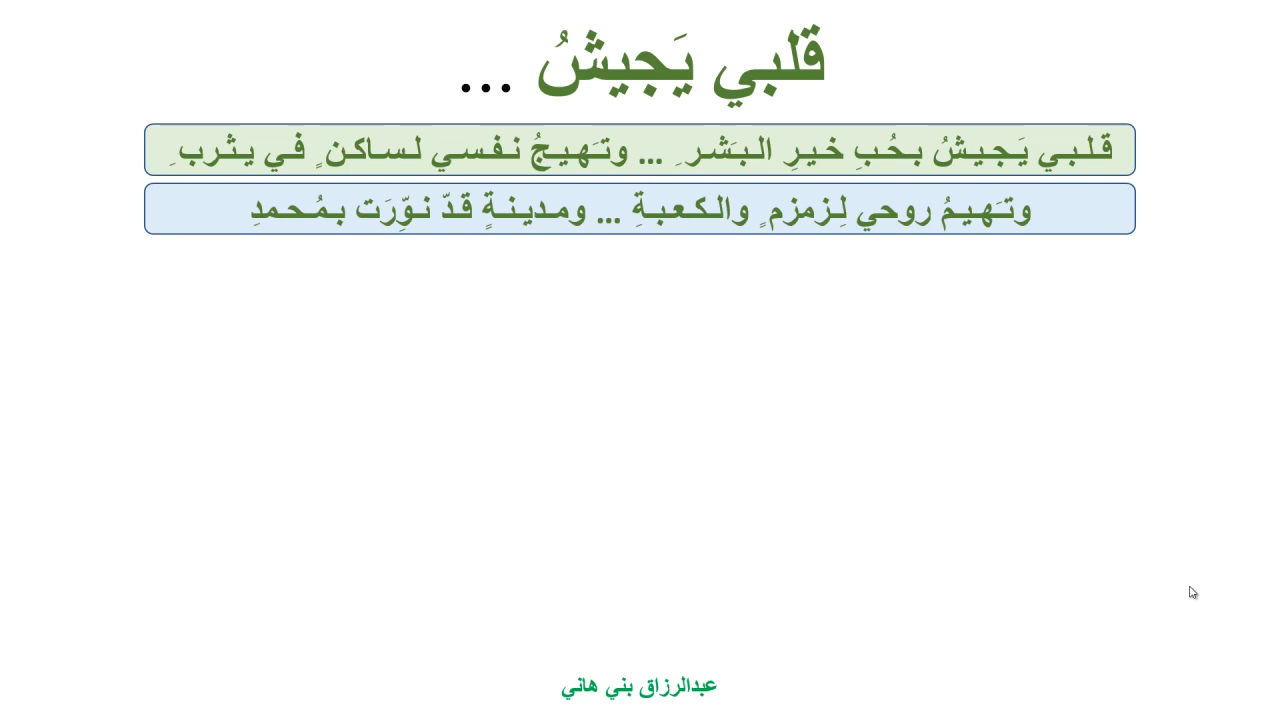 قلبي يَجيشُ ...
قلبي يَجيشُ بحُبِ خيرِ البَشرِ ... وتَهيجُ نفسي لساكنٍ في يثربِ
وتَهيمُ روحي لِزمزمٍ والكعبةِ ... ومدينةٍ قدّ نوِّرَت بمُحمدِ
عبدالرزاق بني هاني